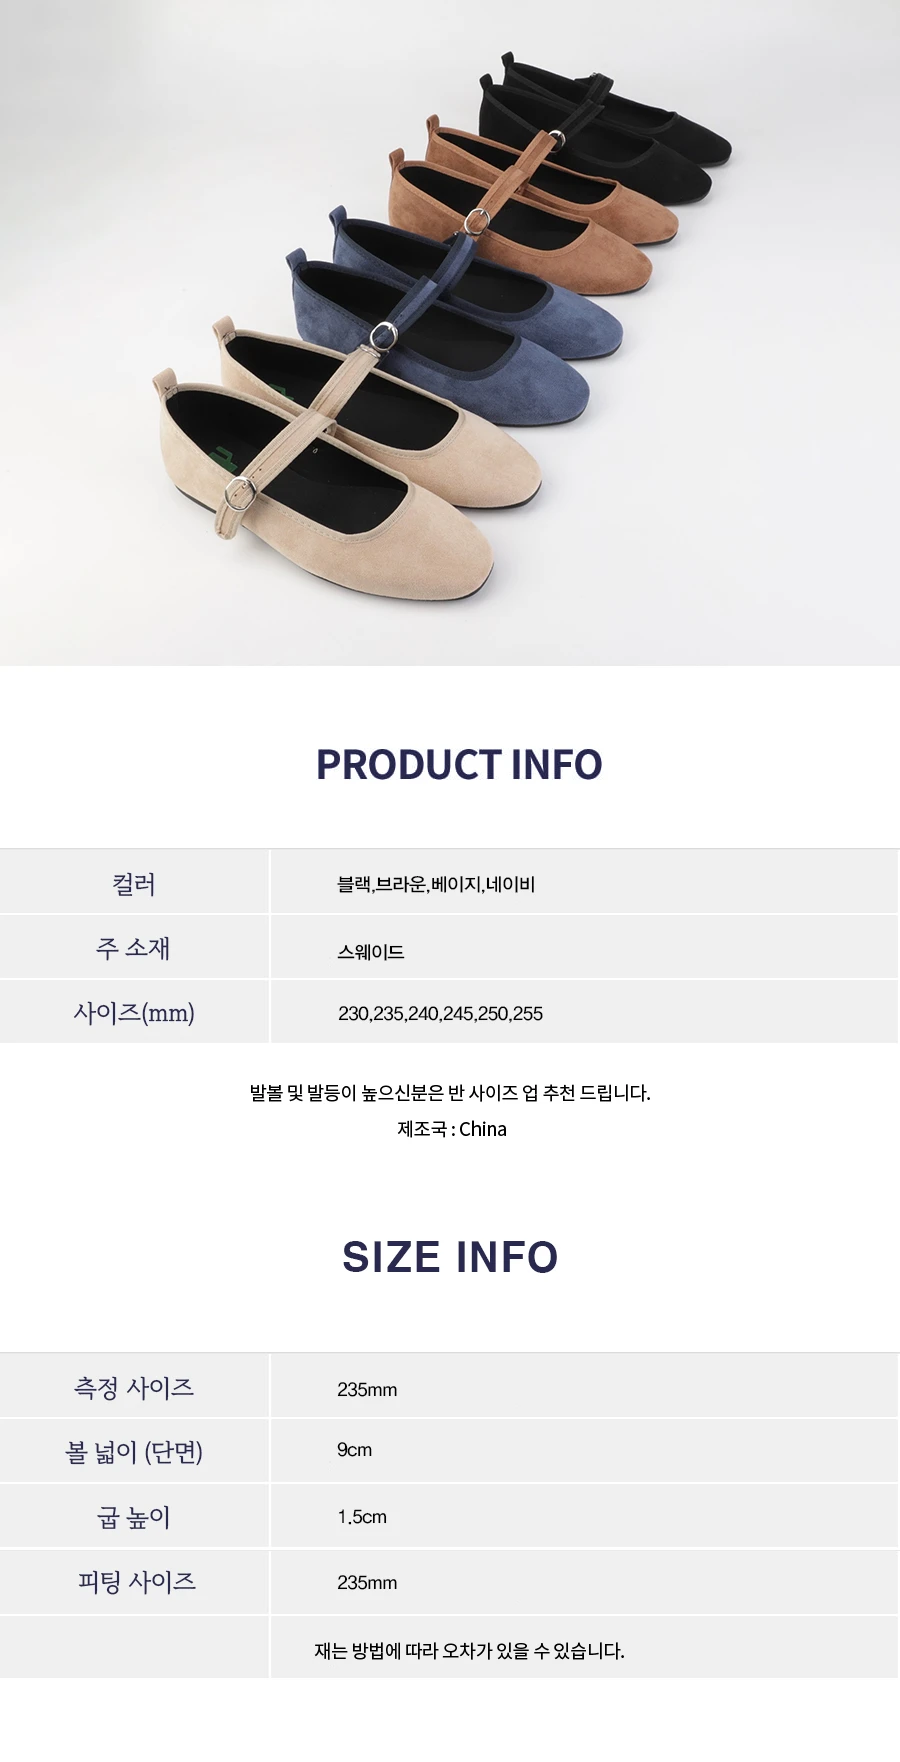 PRODUCT INFO
컬러 블랙,브라운,베이지,네이비
주 소재 스웨이드
사이즈(mm) 230,235,240,245,250,255
발볼 및 발등이 높으신분은 반 사이즈 업 추천 드립니다.
제조국 : China
SIZE INFO
측정 사이즈 235mm
볼 넓이 (단면) 9cm
굽 높이 1.5cm
피팅 사이즈 235mm
재는 방법에 따라 오차가 있을 수 있습니다.